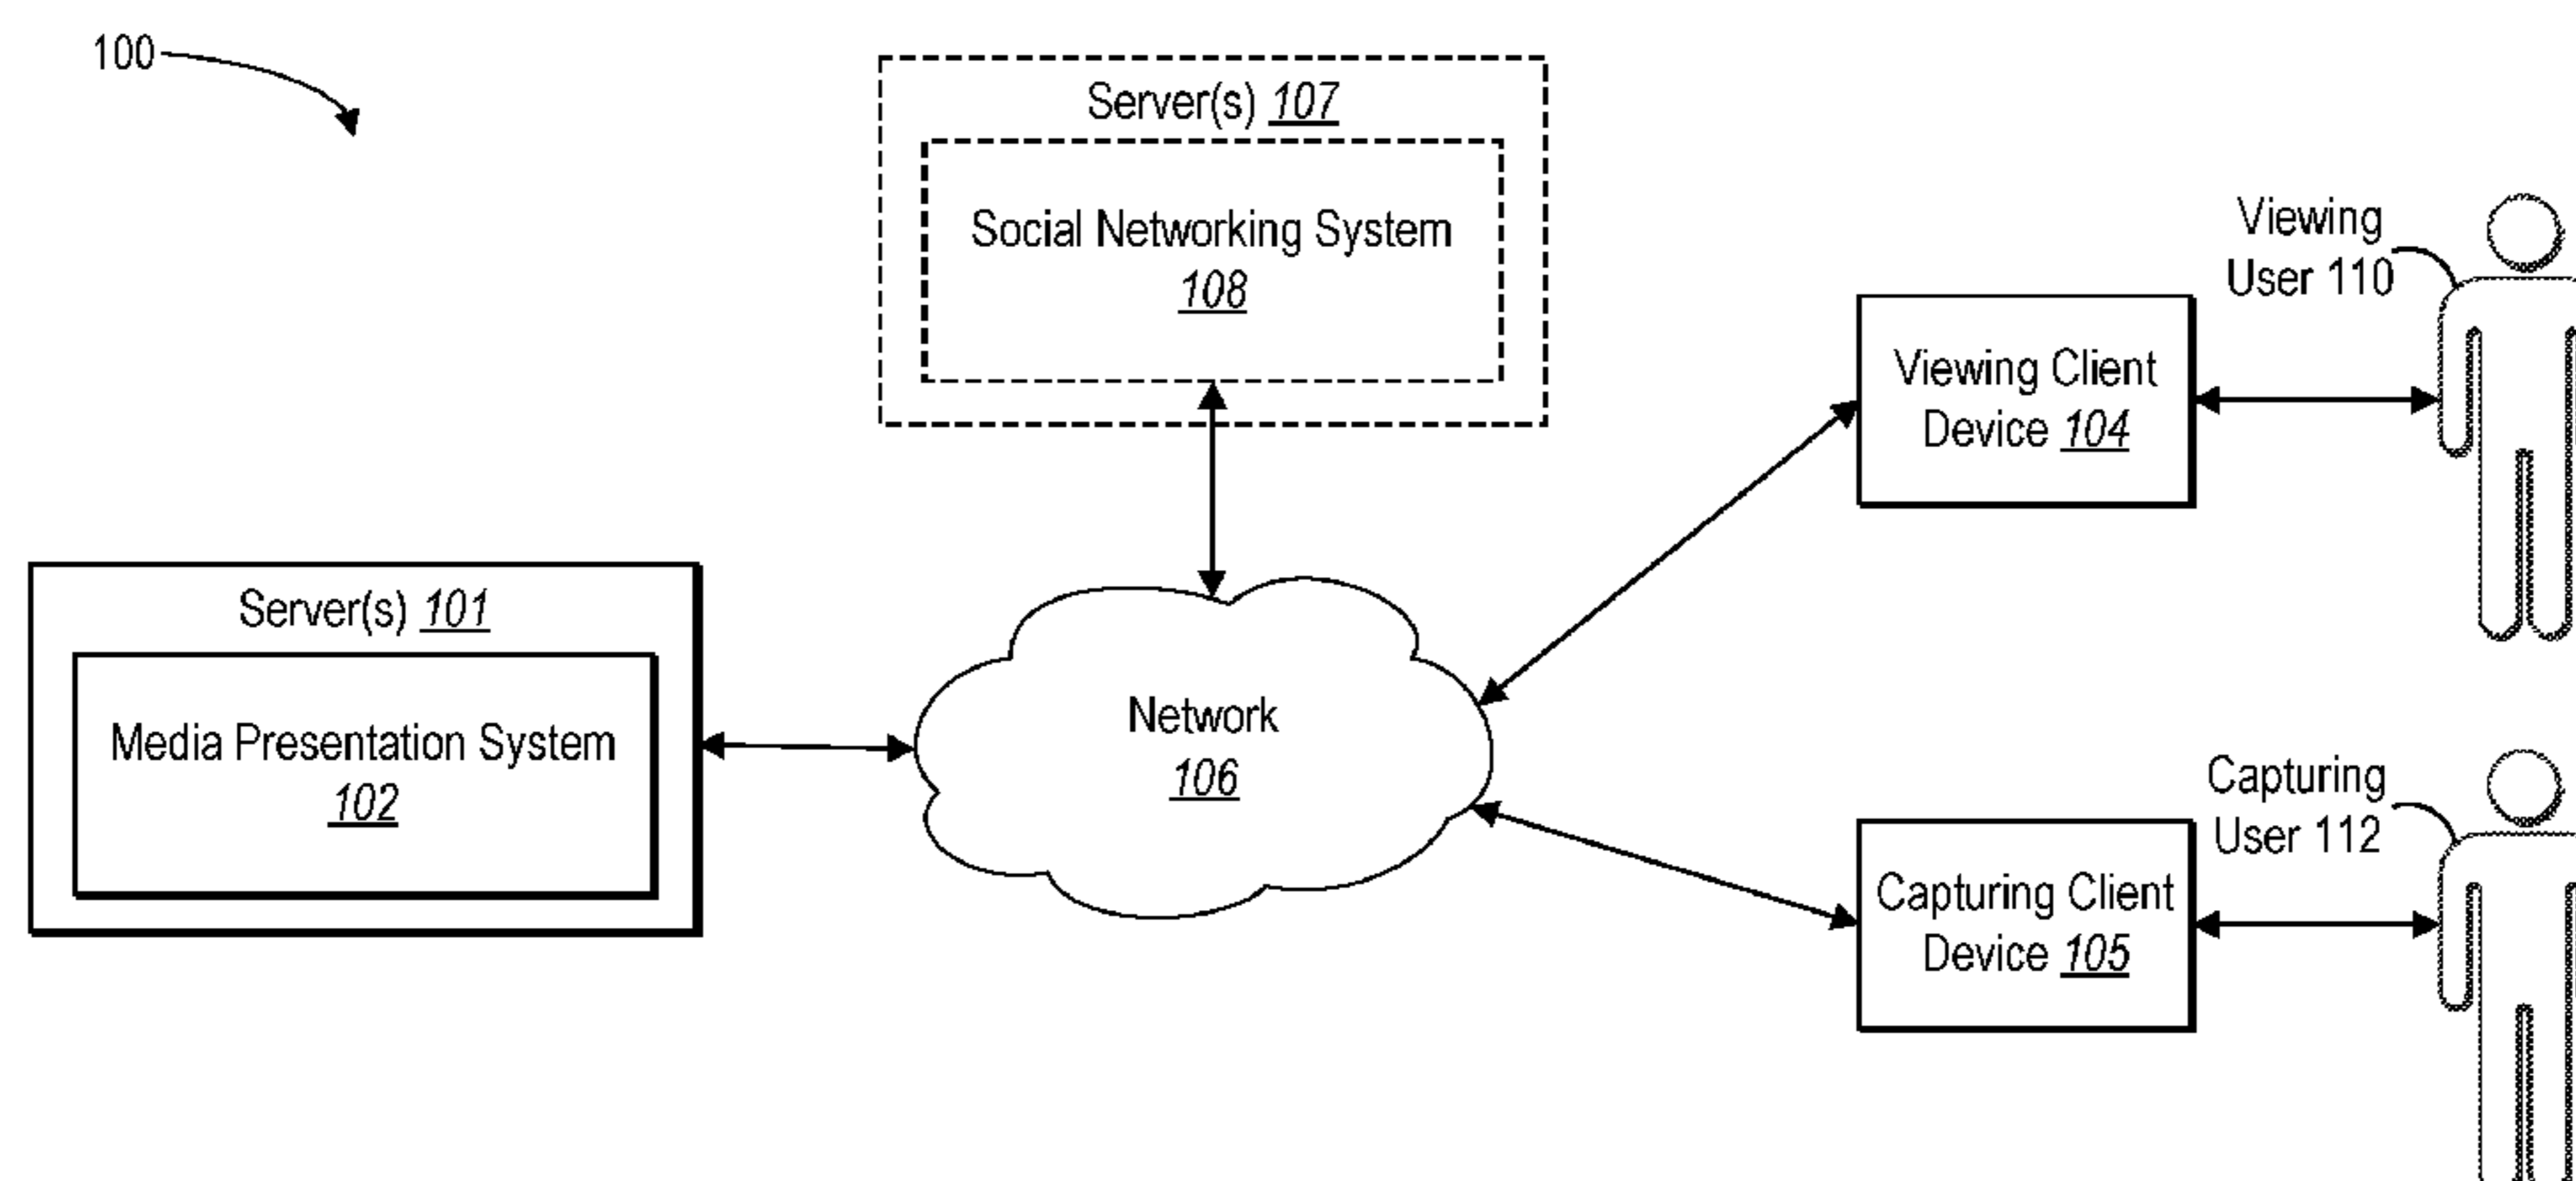 100
Server(s) 107
Social Networking System
108
Viewing
User 110
Viewing Client
Device 104
Server(s) 101
Media Presentation System
102
Network
106
Capturing
User 112
Capturing Client
Device 105